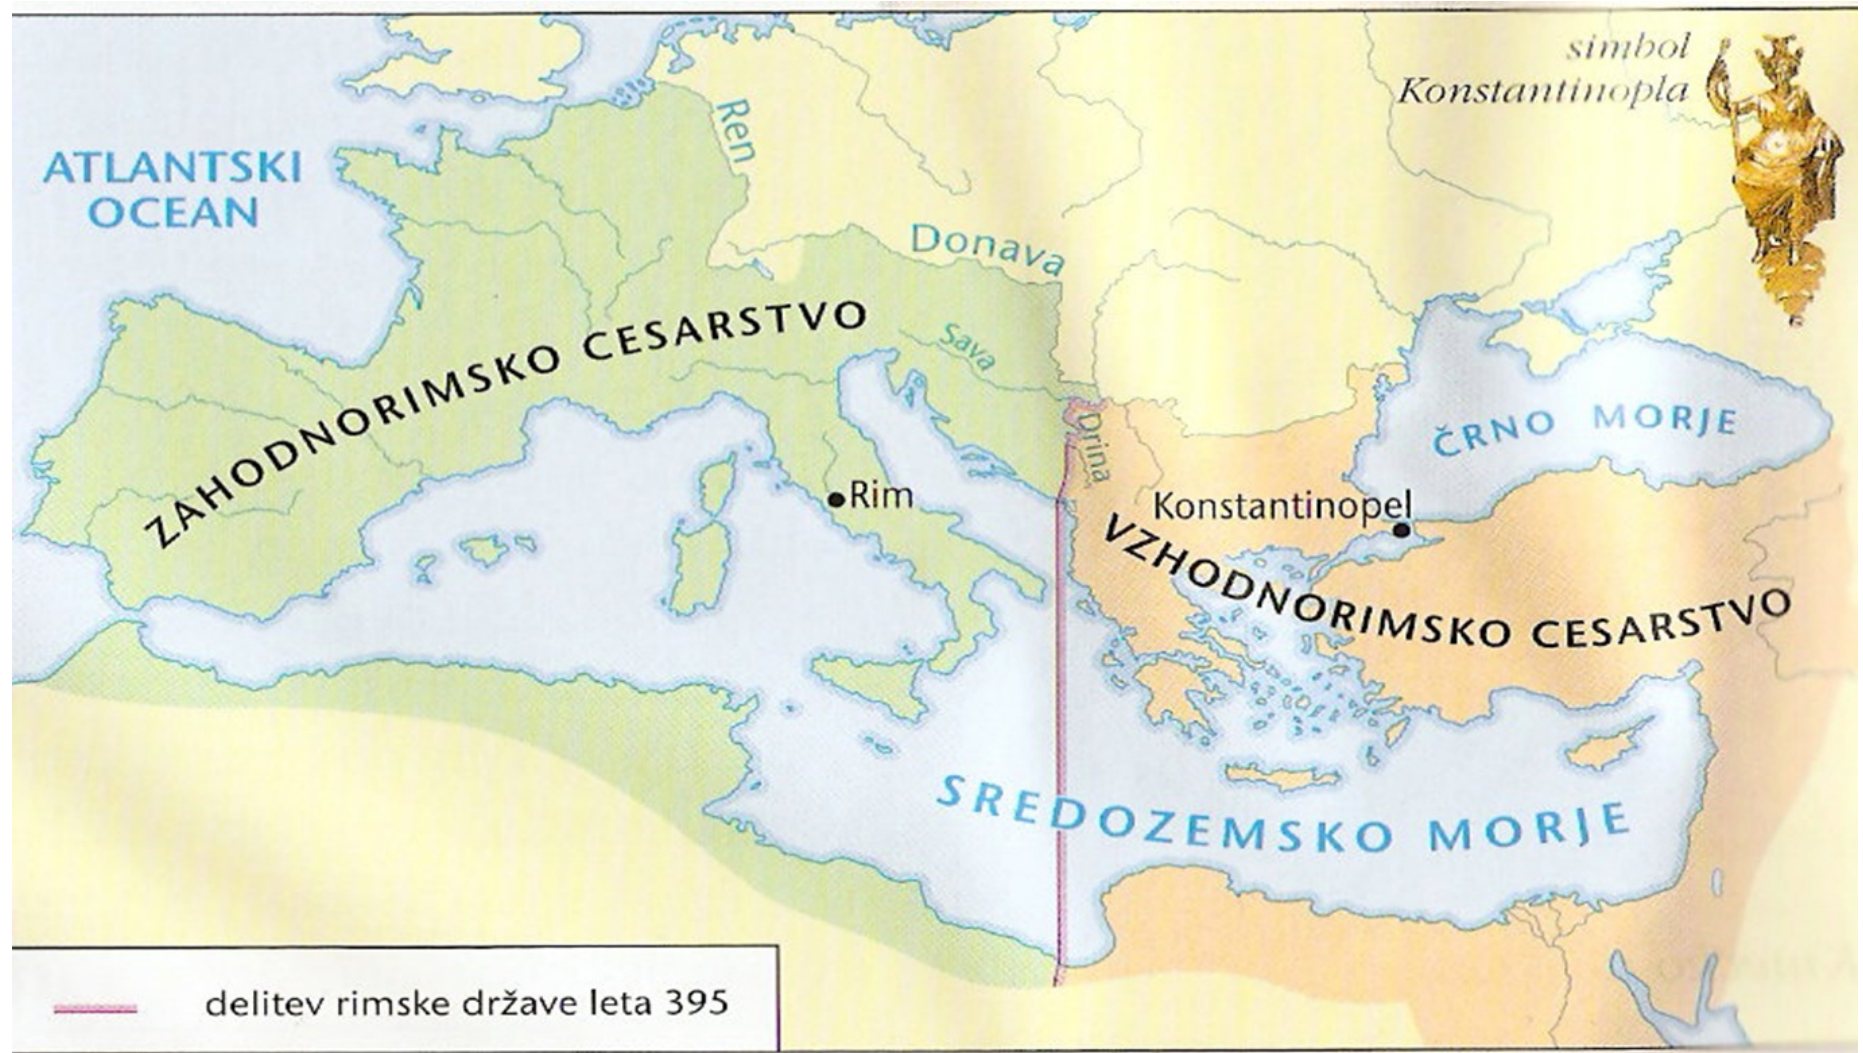 simbol
Konstantinopla
ATLANTSKI
OCEAN
Ren
Donava
ZAHODNORIMSKO CESARSTVO
Sava
Drina
ČRNO MORJE
Rim
Konstantinopel
VZHODNORIMSKO CESARSTVO
SREDOZEMSKO MORJE
delitev rimske države leta 395